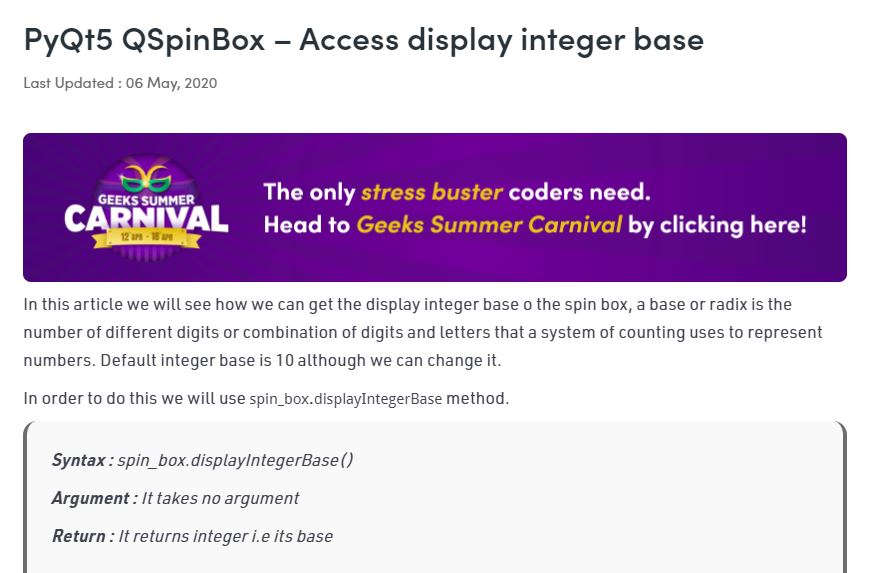 PyQt5 QSpinBox – Access display integer base
Last Updated : 06 May, 2020
GEEKS SUMMER
CARNIVAL
12 APR - 18 APR
The only stress buster coders need.
Head to Geeks Summer Carnival by clicking here!
In this article we will see how we can get the display integer base o the spin box, a base or radix is the
number of different digits or combination of digits and letters that a system of counting uses to represent
numbers. Default integer base is 10 although we can change it.
In order to do this we will use spin_box.displayIntegerBase method.
Syntax : spin_box.displayIntegerBase()
Argument : It takes no argument
Return : It returns integer i.e its base